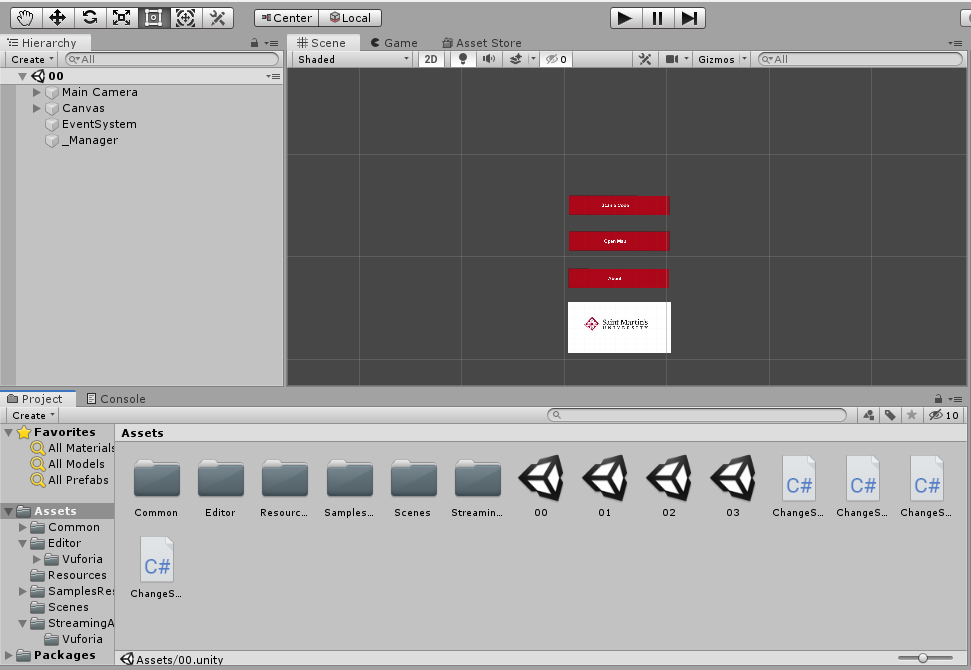 Center Local
Hierarchy
Create All
00
Main Camera
Canvas
EventSystem
_Manager
Scene Game Asset Store
Shaded 2D 0 Gizmos All
Open Map
About
Saint Martin's
UNIVERSITY
Project Console
Create 10
Favorites
All Materials
All Models
All Prefabs
Assets
Common
Editor
Vuforia
Resources
SamplesRes
Scenes
StreamingA
Vuforia
Packages
Assets
Common Editor Resourc... Samples... Scenes Streamin... 00 01 02 03 C# ChangeS... C# ChangeS... C# ChangeS...
C# ChangeS...
Assets/00.unity